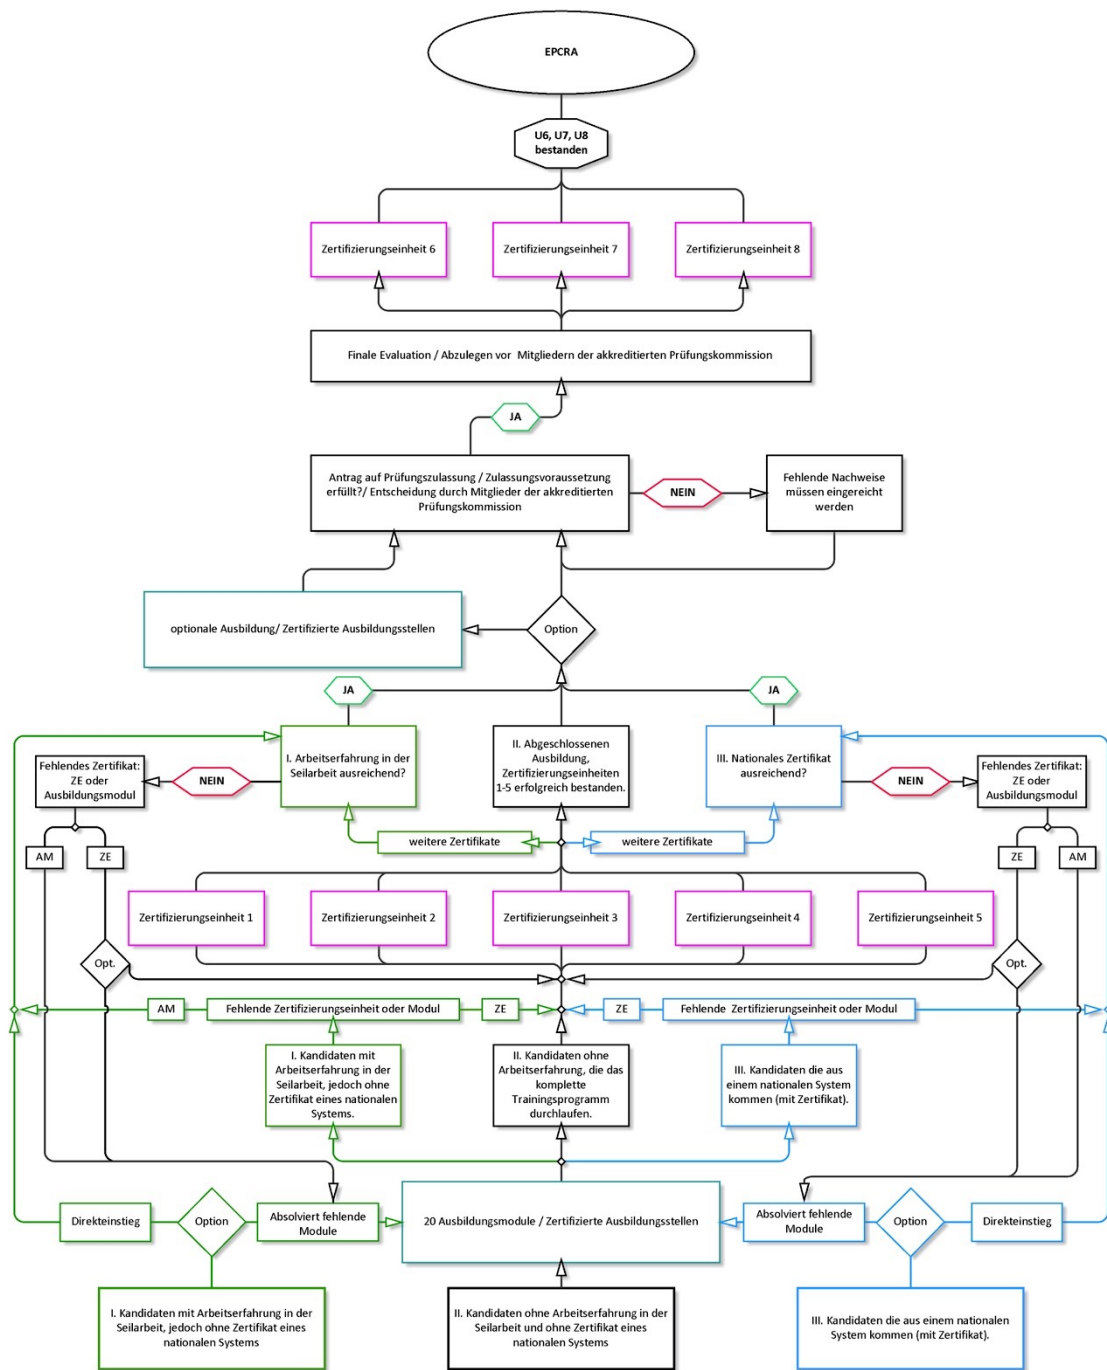 EPCRA
U6, U7, U8
bestanden
Zertifizierungseinheit 6
Zertifizierungseinheit 7
Zertifizierungseinheit 8
Finale Evaluation / Abzulegen vor Mitgliedern der akkreditierten Prüfungskommission
JA
Antrag auf Prüfungszulassung / Zulassungsvoraussetzung
erfüllt?/ Entscheidung durch Mitglieder der akkreditierten
Prüfungskommission
NEIN
Fehlende Nachweise
müssen eingereicht
werden
optionale Ausbildung/ Zertifizierte Ausbildungsstellen
Option
JA
JA
Fehlendes Zertifikat:
ZE oder
Ausbildungsmodul
NEIN
I. Arbeitserfahrung in der
Seilarbeit ausreichend?
II. Abgeschlossenen
Ausbildung,
Zertifizierungseinheiten
1-5 erfolgreich bestanden.
III. Nationales Zertifikat
ausreichend?
NEIN
Fehlendes Zertifikat:
ZE oder
Ausbildungsmodul
weitere Zertifikate
weitere Zertifikate
AM
ZE
ZE
AM
Zertifizierungseinheit 1
Zertifizierungseinheit 2
Zertifizierungseinheit 3
Zertifizierungseinheit 4
Zertifizierungseinheit 5
Opt.
Opt.
AM
Fehlende Zertifizierungseinheit oder Modul
ZE
ZE
Fehlende Zertifizierungseinheit oder Modul
I. Kandidaten mit
Arbeitserfahrung in der
Seilarbeit, jedoch ohne
Zertifikat eines nationalen
Systems.
II. Kandidaten ohne
Arbeitserfahrung, die das
komplette
Trainingsprogramm
durchlaufen.
III. Kandidaten die aus
einem nationalen System
kommen (mit Zertifikat).
Direkteinstieg
Option
Absolviert fehlende
Module
20 Ausbildungsmodule / Zertifizierte Ausbildungsstellen
Absolviert fehlende
Module
Option
Direkteinstieg
I. Kandidaten mit Arbeitserfahrung in der
Seilarbeit, jedoch ohne Zertifikat eines
nationalen Systems
II. Kandidaten ohne Arbeitserfahrung in der
Seilarbeit und ohne Zertifikat eines
nationalen Systems
III. Kandidaten die aus einem nationalen
System kommen (mit Zertifikat).